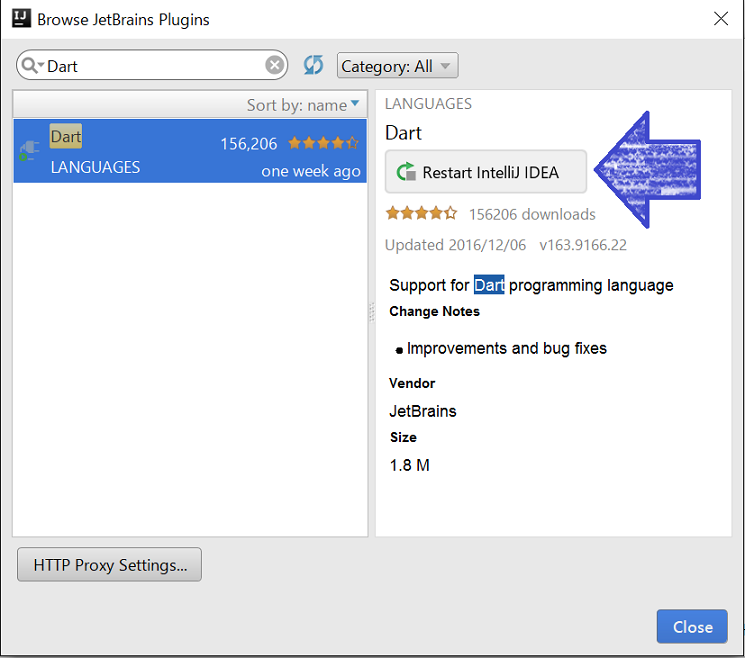 IJ Browse JetBrains Plugins
Dart
Category: All
Sort by: name
Dart
156,206
LANGUAGES
one week ago
LANGUAGES
Dart
Restart IntelliJ IDEA
156206 downloads
Updated 2016/12/06 v163.9166.22
Support for Dart programming language
Change Notes
Improvements and bug fixes
Vendor
JetBrains
Size
1.8 M
HTTP Proxy Settings...
Close